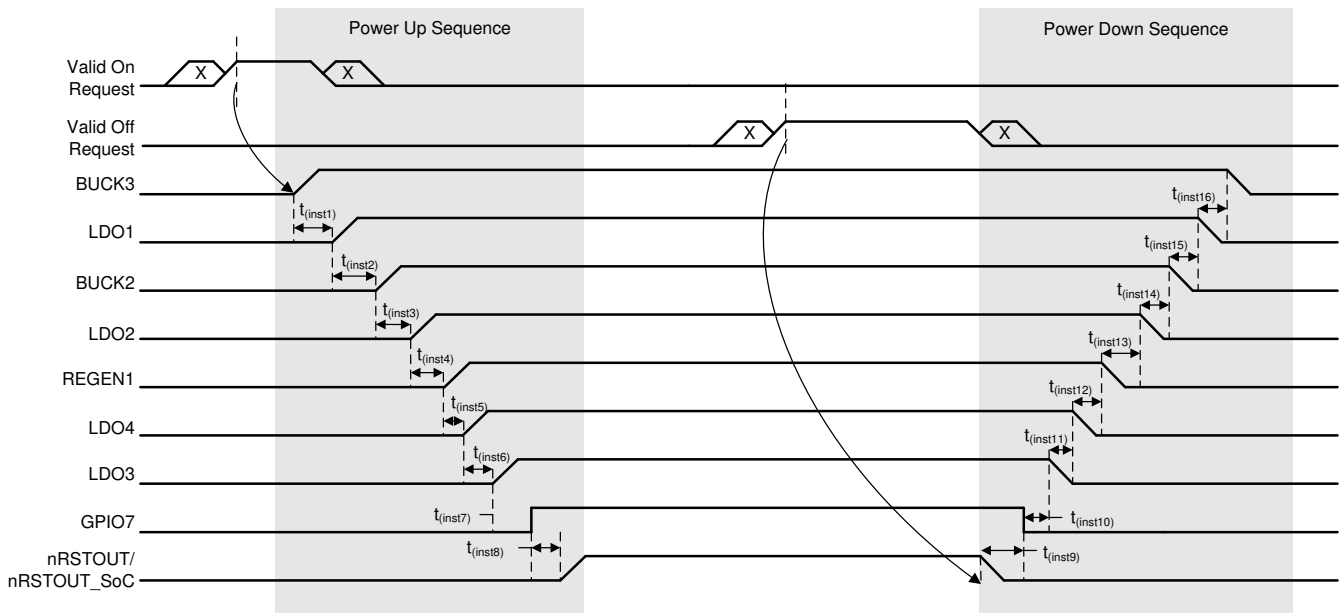 Power Up Sequence
Power Down Sequence
Valid On
Request
X
X
Valid Off
Request
X
X
BUCK3
t(inst16)
t(inst1)
LDO1
t(inst15)
t(inst2)
BUCK2
t(inst14)
t(inst3)
LDO2
t(inst13)
t(inst4)
REGEN1
t(inst12)
t(inst5)
LDO4
t(inst11)
t(inst6)
LDO3
t(inst7)
t(inst10)
GPIO7
t(inst8)
t(inst9)
nRSTOUT/
nRSTOUT_SoC